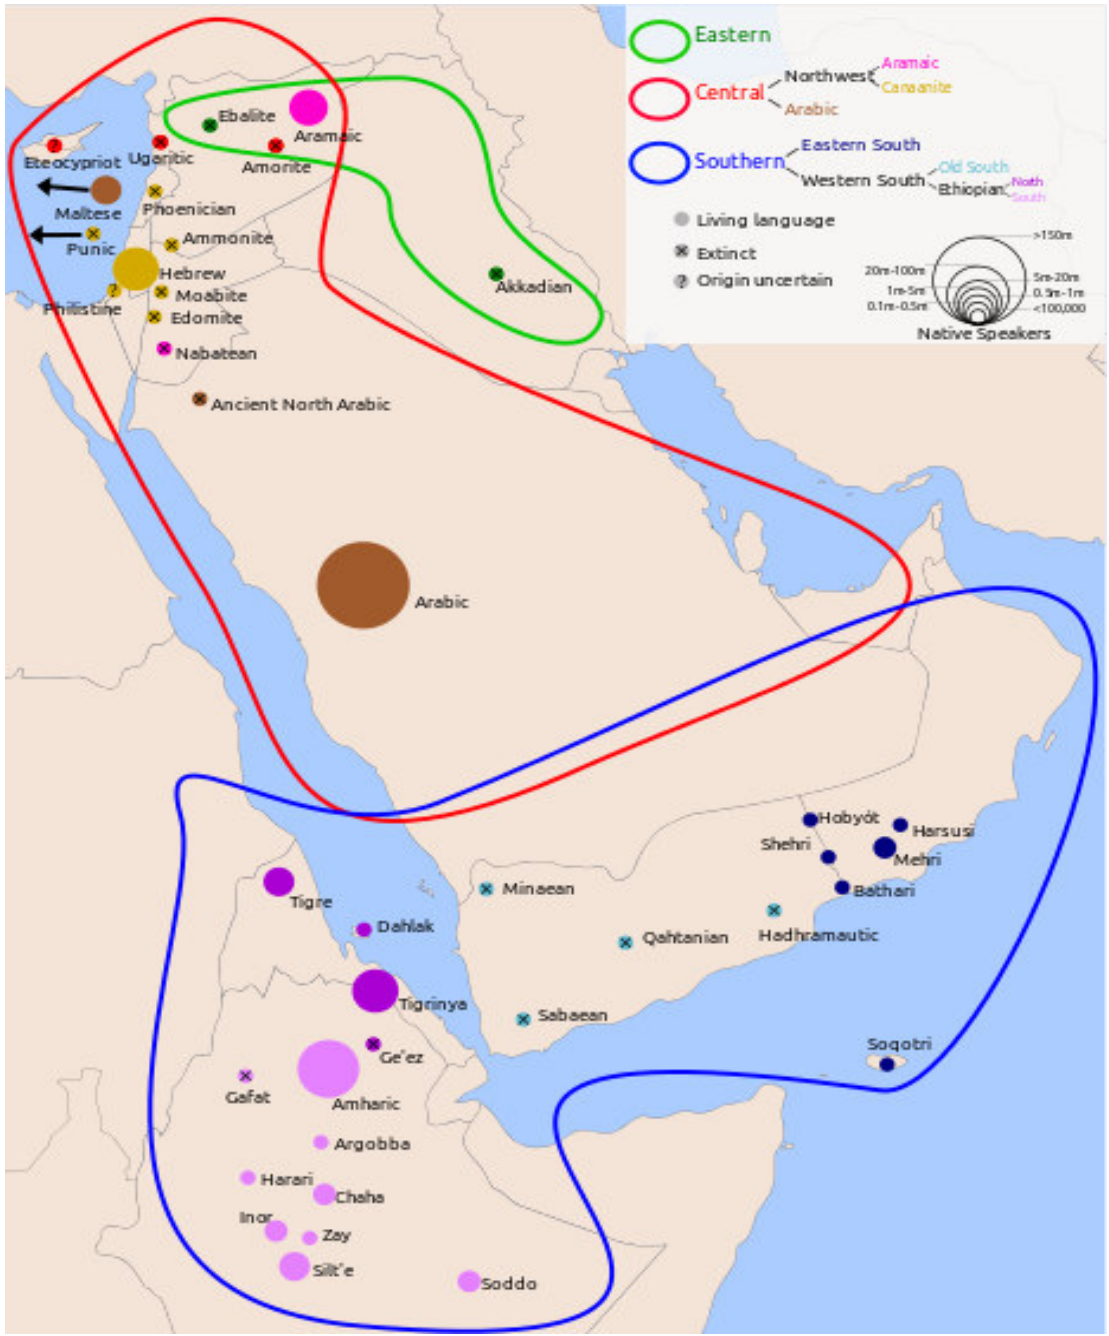 Eastern
Central
Northwest
Aramaic
Canaanite
Arabic
Southern
Eastern South
Western South
Old South
Ethiopian
North
South
Living language
Extinct
? Origin uncertain
>150m
20m-100m
5m-20m
1m-5m
0.5m-1m
0.1m-0.5m
<100,000
Native Speakers
Ebalite
Aramaic
?
Eteocypriot
Ugaritic
Amorite
Maltese
Phoenician
Punic
Ammonite
Hebrew
Akkadian
?
Philistine
Moabite
Edomite
Nabatean
Ancient North Arabic
Arabic
Hobyót
Harsusi
Shehri
Mehri
Bathari
Minaean
Tigre
Dahlak
Qahtanian
Hadhramautic
Tigrinya
Sabaean
Ge'ez
Soqotri
Gafat
Amharic
Argobba
Harari
Chaha
Inor
Zay
Silt'e
Soddo